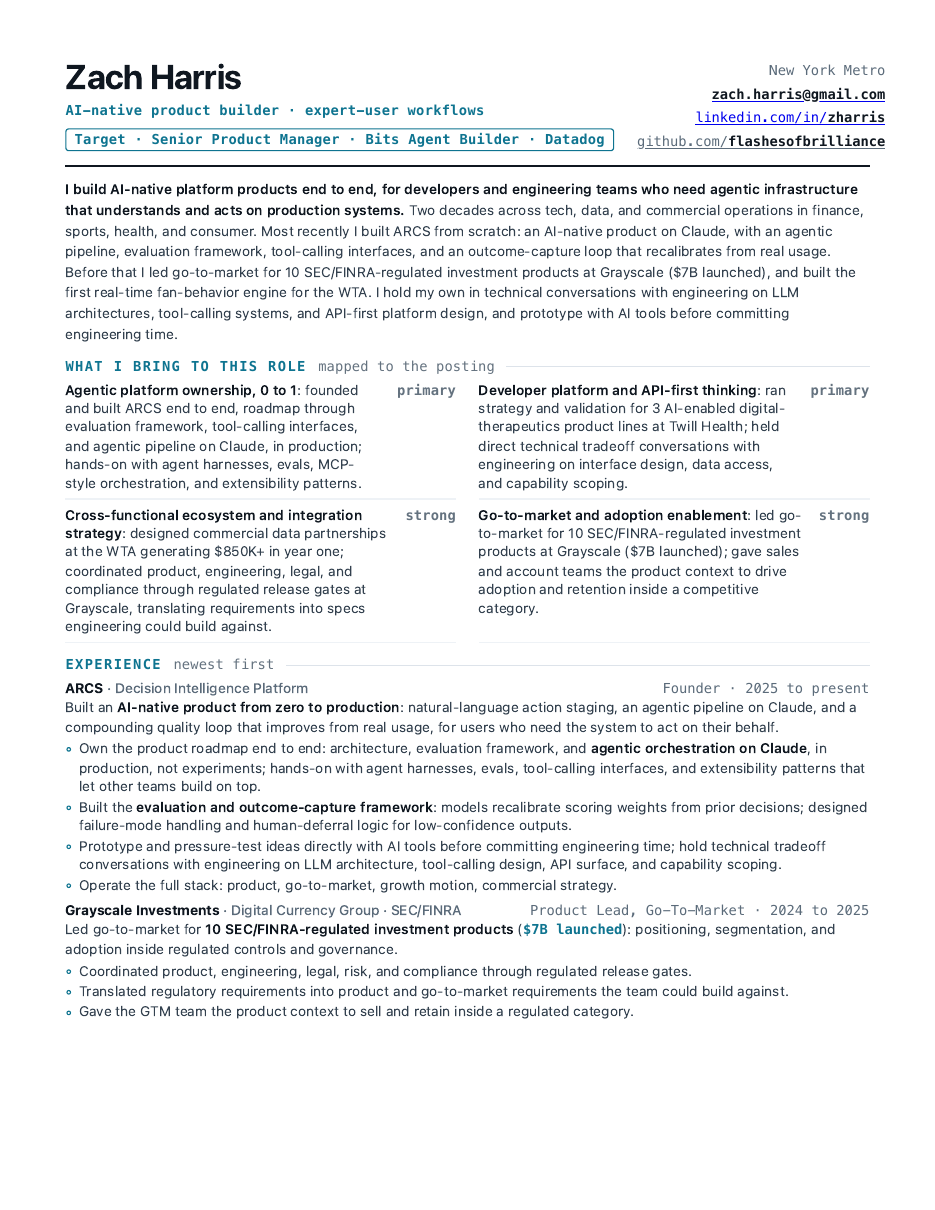 Zach Harris
AI-native product builder · expert-user workflows
Target · Senior Product Manager · Bits Agent Builder · Datadog
New York Metro
zach.harris@gmail.com
linkedin.com/in/zharris
github.com/flashesofbrilliance
I build AI-native platform products end to end, for developers and engineering teams who need agentic infrastructure
that understands and acts on production systems. Two decades across tech, data, and commercial operations in finance,
sports, health, and consumer. Most recently I built ARCS from scratch: an AI-native product on Claude, with an agentic
pipeline, evaluation framework, tool-calling interfaces, and an outcome-capture loop that recalibrates from real usage.
Before that I led go-to-market for 10 SEC/FINRA-regulated investment products at Grayscale ($7B launched), and built the
first real-time fan-behavior engine for the WTA. I hold my own in technical conversations with engineering on LLM
architectures, tool-calling systems, and API-first platform design, and prototype with AI tools before committing
engineering time.
WHAT I BRING TO THIS ROLE mapped to the posting
Agentic platform ownership, 0 to 1: founded primary
and built ARCS end to end, roadmap through
evaluation framework, tool-calling interfaces,
and agentic pipeline on Claude, in production;
hands-on with agent harnesses, evals, MCP-
style orchestration, and extensibility patterns.
Developer platform and API-first thinking: ran primary
strategy and validation for 3 AI-enabled digital-
therapeutics product lines at Twill Health; held
direct technical tradeoff conversations with
engineering on interface design, data access,
and capability scoping.
Cross-functional ecosystem and integration strong
strategy: designed commercial data partnerships
at the WTA generating $850K+ in year one;
coordinated product, engineering, legal, and
compliance through regulated release gates at
Grayscale, translating requirements into specs
engineering could build against.
Go-to-market and adoption enablement: led go- strong
to-market for 10 SEC/FINRA-regulated investment
products at Grayscale ($7B launched); gave sales
and account teams the product context to drive
adoption and retention inside a competitive
category.
EXPERIENCE newest first
ARCS · Decision Intelligence Platform Founder · 2025 to present
Built an AI-native product from zero to production: natural-language action staging, an agentic pipeline on Claude, and a
compounding quality loop that improves from real usage, for users who need the system to act on their behalf.
Own the product roadmap end to end: architecture, evaluation framework, and agentic orchestration on Claude, in
production, not experiments; hands-on with agent harnesses, evals, tool-calling interfaces, and extensibility patterns that
let other teams build on top.
Built the evaluation and outcome-capture framework: models recalibrate scoring weights from prior decisions; designed
failure-mode handling and human-deferral logic for low-confidence outputs.
Prototype and pressure-test ideas directly with AI tools before committing engineering time; hold technical tradeoff
conversations with engineering on LLM architecture, tool-calling design, API surface, and capability scoping.
Operate the full stack: product, go-to-market, growth motion, commercial strategy.
Grayscale Investments · Digital Currency Group · SEC/FINRA Product Lead, Go-To-Market · 2024 to 2025
Led go-to-market for 10 SEC/FINRA-regulated investment products ($7B launched): positioning, segmentation, and
adoption inside regulated controls and governance.
Coordinated product, engineering, legal, risk, and compliance through regulated release gates.
Translated regulatory requirements into product and go-to-market requirements the team could build against.
Gave the GTM team the product context to sell and retain inside a regulated category.